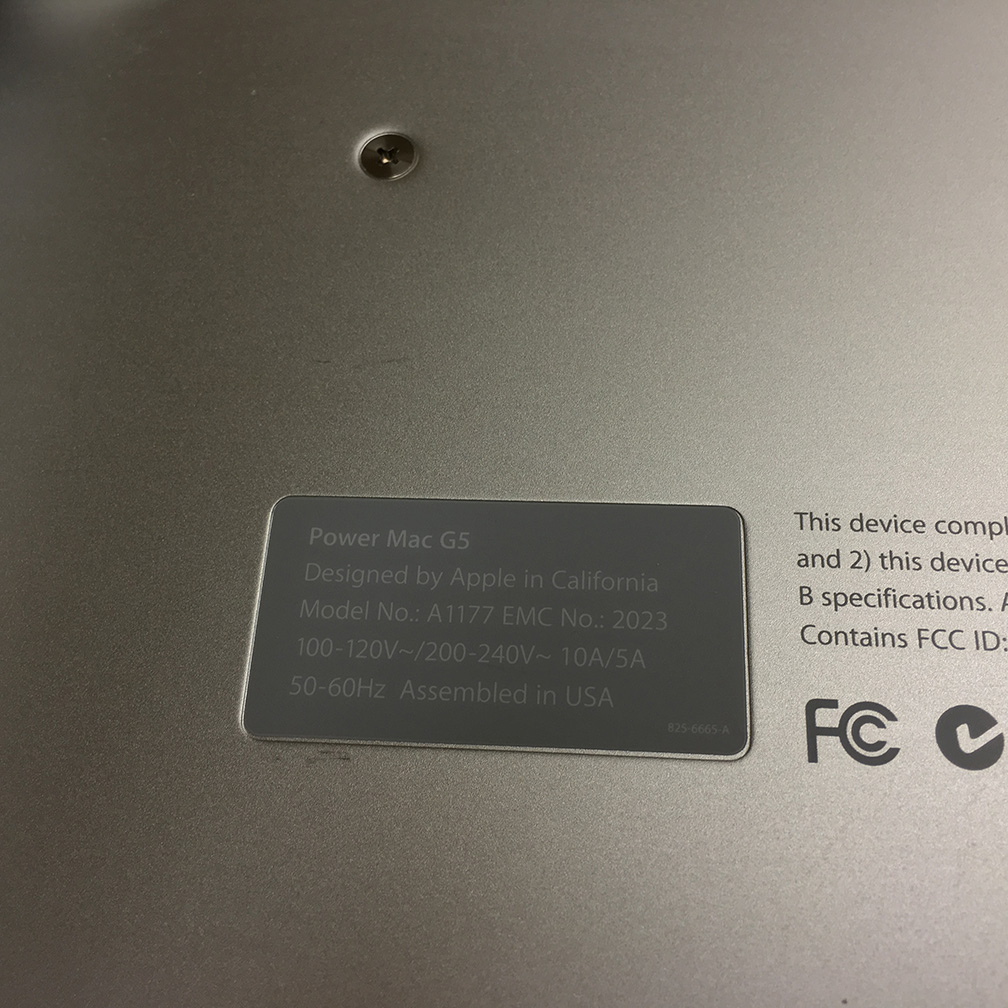 Power Mac G5
Designed by Apple in California
Model No.: A1177 EMC No.: 2023
100-120V~/200-240V~ 10A/5A
50-60Hz Assembled in USA
825-6665-A
This device compl
and 2) this device
B specifications. A
Contains FCC ID:
FC